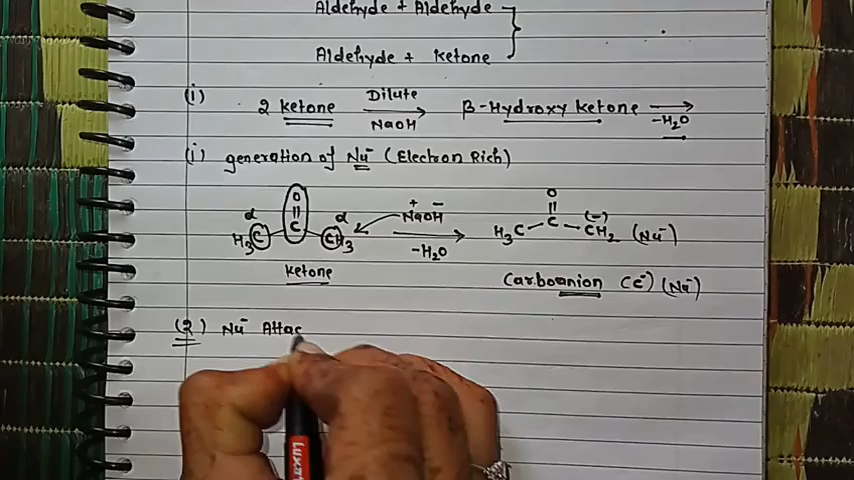 Aldehyde + Aldehyde
Aldehyde + Ketone
(i) 2 Ketone Dilute NaOH β-Hydroxy Ketone -H2O
(i) generation of Nu⁻ (Electron Rich)
O O
α || α + - ||
C NaOH C (-)
H3C CH3 -H2O H3C CH2 (Nu⁻)
Ketone Carboanion (C⁻) (Nu⁻)
(2) Nu⁻ Attac
Luxor